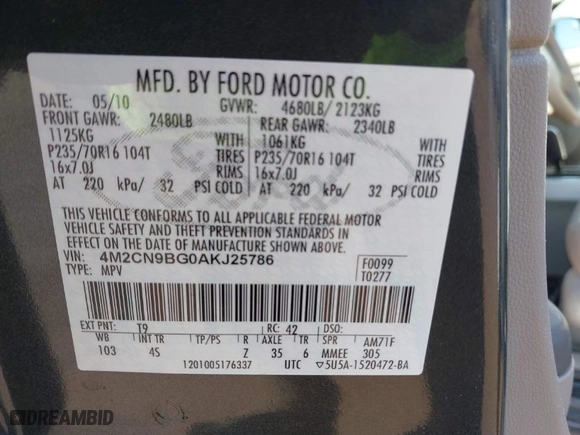 MFD. BY FORD MOTOR CO.
DATE: 05/10 GVWR: 4680LB/ 2123KG
FRONT GAWR: 2480LB REAR GAWR: 2340LB
1125KG WITH 1061KG WITH
P235/70R16 104T TIRES P235/70R16 104T TIRES
16x7.0J RIMS 16x7.0J RIMS
AT 220 kPa/ 32 PSI COLD AT 220 kPa/ 32 PSI COLD
THIS VEHICLE CONFORMS TO ALL APPLICABLE FEDERAL MOTOR
VEHICLE SAFETY AND THEFT PREVENTION STANDARDS IN
EFFECT ON THE DATE OF MANUFACTURE SHOWN ABOVE.
VIN: 4M2CN9BG0AKJ25786 F0099
TYPE: MPV T0277
EXT PNT: T9 RC: 42 DSO:
WB INT TR TP/PS R AXLE TR SPR AM71F
103 4S Z 35 6 MMEE 305
1201005176337 UTC ▽5U5A-1520472-BA
DREAMBID